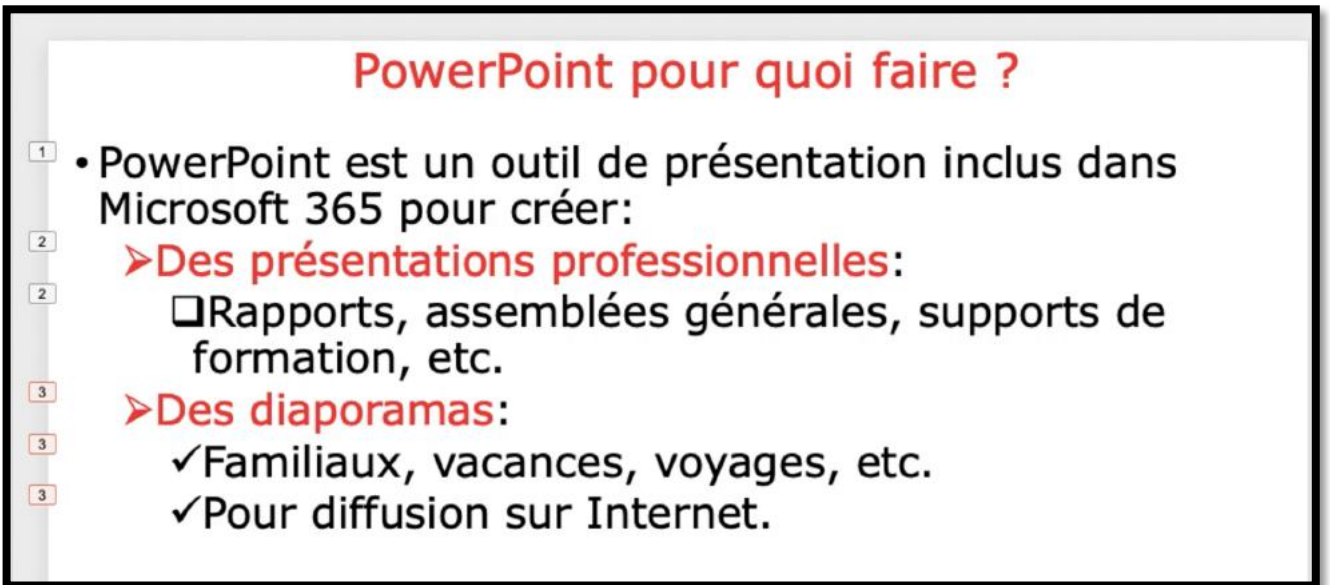 PowerPoint pour quoi faire ?
1 • PowerPoint est un outil de présentation inclus dans
Microsoft 365 pour créer:
2 ➢Des présentations professionnelles:
2 ❑Rapports, assemblées générales, supports de
formation, etc.
3 ➢Des diaporamas:
3 ✓Familiaux, vacances, voyages, etc.
3 ✓Pour diffusion sur Internet.